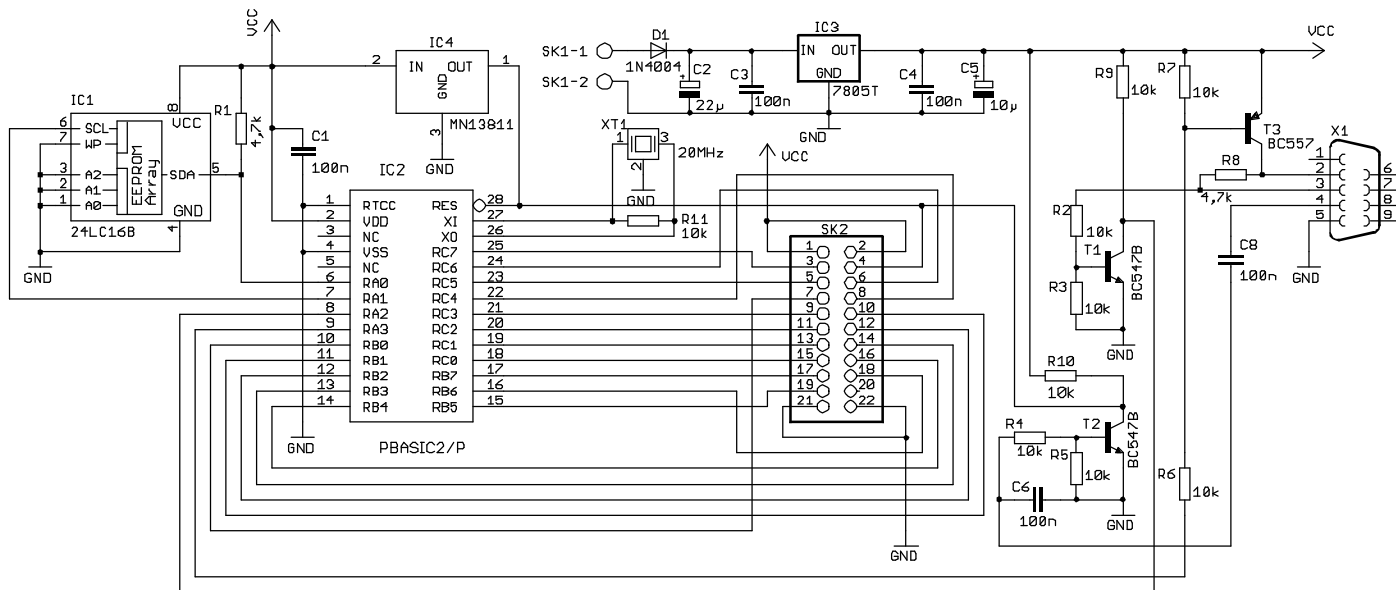 VCC
IC4
2
IN
OUT
1
GND
3
MN13811
GND
SK1-1
SK1-2
D1
1N4004
C2
+
22µ
C3
100n
IC3
IN
OUT
GND
7805T
GND
C4
100n
C5
+
10µ
VCC
R9
10k
R7
10k
T3
BC557
X1
1
2
3
4
5
6
7
8
9
R8
4,7k
IC1
6
SCL
7
WP
3
A2
2
A1
1
A0
EEPROM
Array
8
VCC
SDA
5
GND
4
24LC16B
GND
R1
4,7k
C1
100n
XT1
1
3
2
20MHz
GND
R11
10k
VCC
IC2
1
RTCC
RES
28
2
VDD
XI
27
3
NC
XO
26
4
VSS
RC7
25
5
NC
RC6
24
6
RA0
RC5
23
7
RA1
RC4
22
8
RA2
RC3
21
9
RA3
RC2
20
10
RB0
RC1
19
11
RB1
RC0
18
12
RB2
RB7
17
13
RB3
RB6
16
14
RB4
RB5
15
PBASIC2/P
GND
SK2
1
2
3
4
5
6
7
8
9
10
11
12
13
14
15
16
17
18
19
20
21
22
GND
R2
10k
T1
BC547B
R3
10k
GND
C8
100n
GND
R10
10k
R4
10k
T2
BC547B
R5
10k
C6
100n
GND
R6
10k